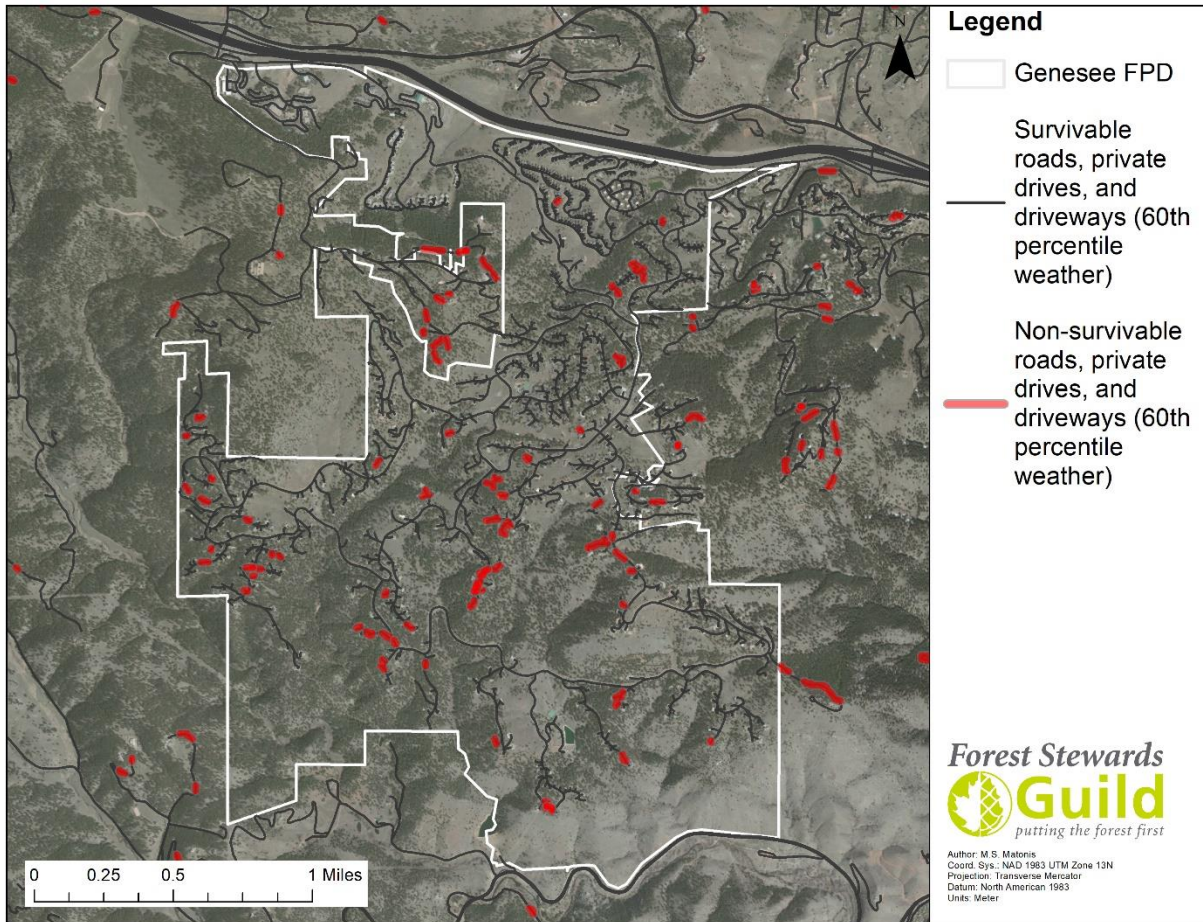 N
Legend
Genesee FPD
Survivable
roads, private
drives, and
driveways (60th
percentile
weather)
Non-survivable
roads, private
drives, and
driveways (60th
percentile
weather)
0 0.25 0.5 1 Miles
Forest Stewards
Guild
putting the forest first
Author: M.S. Matonis
Coord. Sys.: NAD 1983 UTM Zone 13N
Projection: Transverse Mercator
Datum: North American 1983
Units: Meter